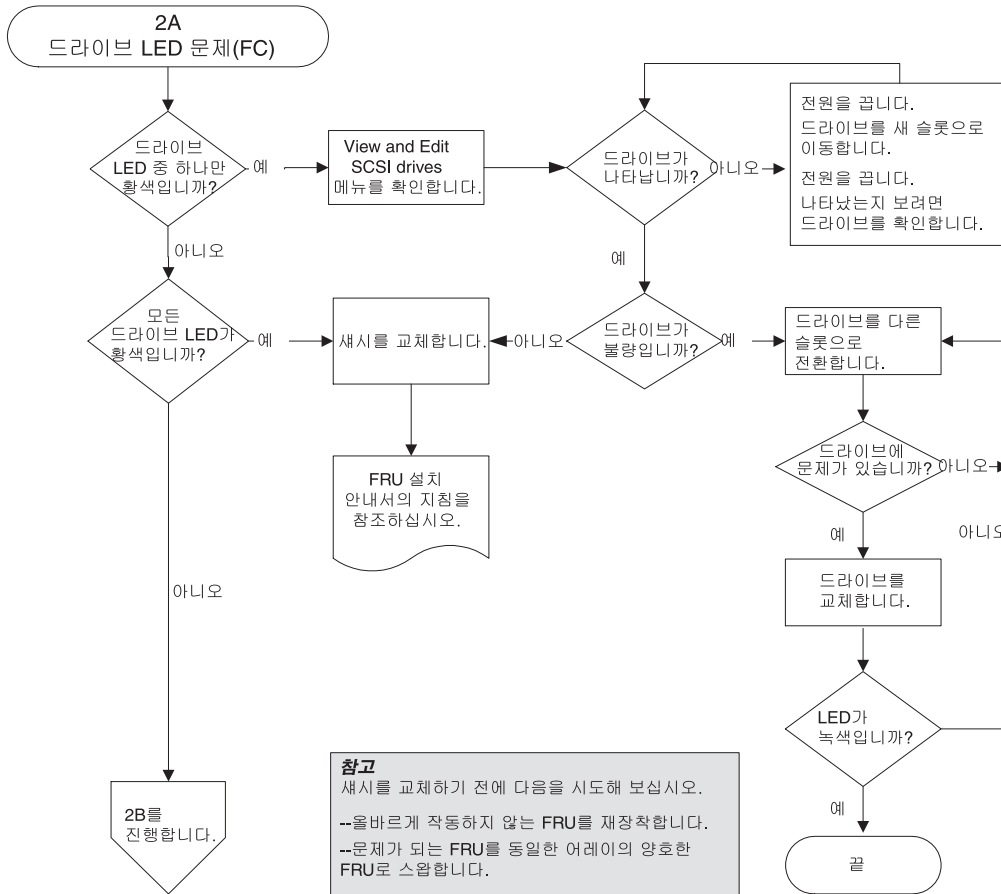 2A
드라이브 LED 문제(FC)
드라이브
LED 중 하나만
황색입니까?
예
View and Edit
SCSI drives
메뉴를 확인합니다.
드라이브가
나타납니까?
아니오
전원을 끕니다.
드라이브를 새 슬롯으로
이동합니다.
전원을 끕니다.
나타났는지 보려면
드라이브를 확인합니다.
아니오
예
모든
드라이브 LED가
황색입니까?
예
섀시를 교체합니다.
아니오
드라이브가
불량입니까?
예
드라이브를 다른
슬롯으로
전환합니다.
FRU 설치
안내서의 지침을
참조하십시오.
드라이브에
문제가 있습니까?
아니오
예
아니오
아니오
드라이브를
교체합니다.
LED가
녹색입니까?
예
끝
2B를
진행합니다.
참고
섀시를 교체하기 전에 다음을 시도해 보십시오.
--올바르게 작동하지 않는 FRU를 재장착합니다.
--문제가 되는 FRU를 동일한 어레이의 양호한
FRU로 스왑합니다.